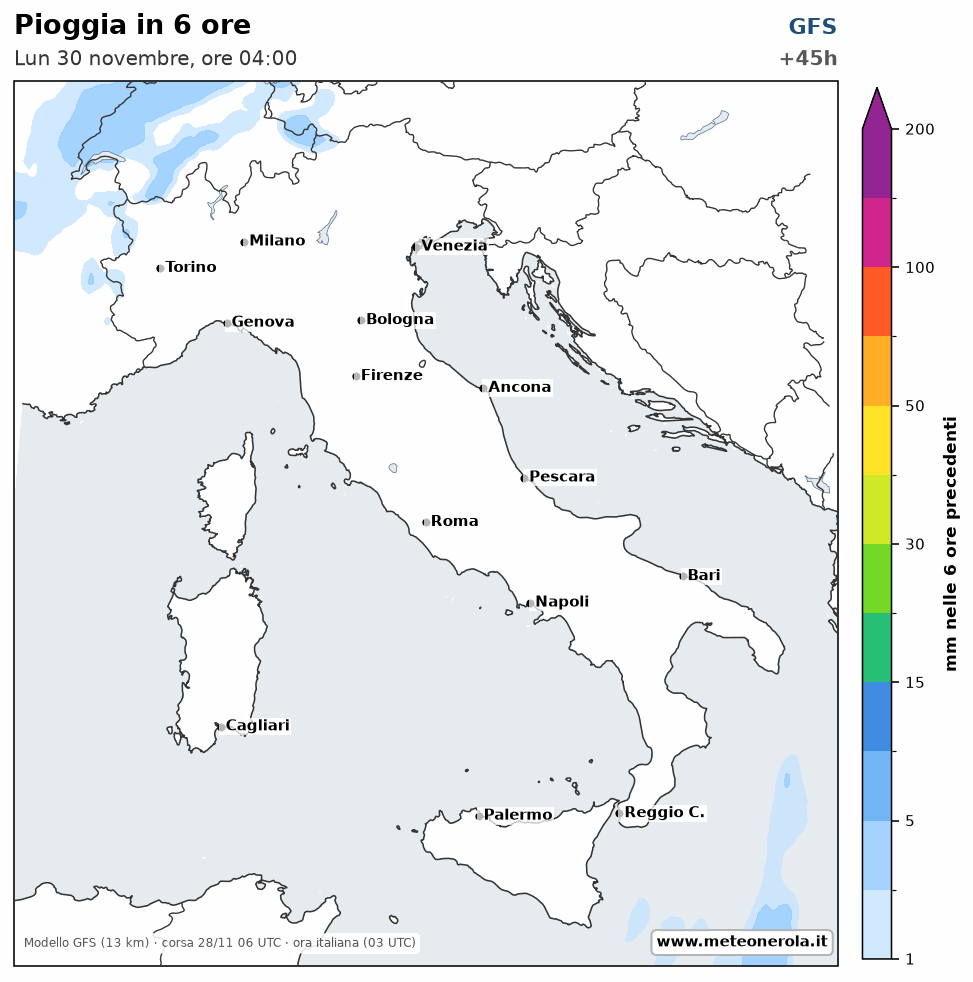 Pioggia in 6 ore
GFS
Lun 30 novembre, ore 04:00
+45h
200
100
50
30
15
5
1
mm nelle 6 ore precedenti
Milano
Venezia
Torino
Genova
Bologna
Firenze
Ancona
Pescara
Roma
Bari
Napoli
Cagliari
Palermo
Reggio C.
Modello GFS (13 km) · corsa 28/11 06 UTC · ora italiana (03 UTC)
www.meteonerola.it